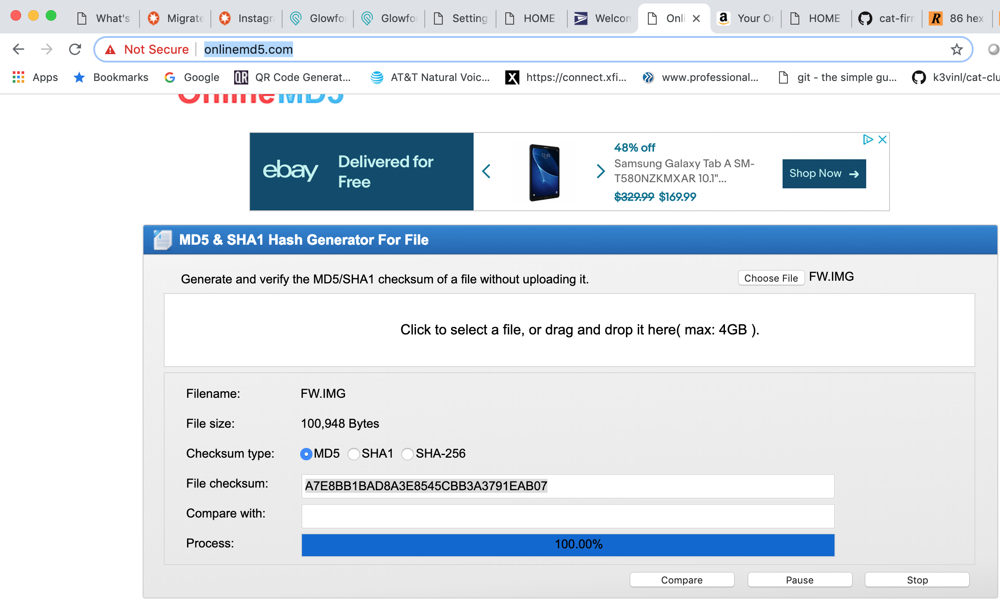 What's
Migrate
Instagra
Glowfo
Glowfo
Setting
HOME
Welcom
Onli
Your Or
HOME
cat-firm
86 hex
Not Secure
onlinemd5.com
Apps
Bookmarks
Google
QR Code Generat...
AT&T Natural Voic...
https://connect.xfi...
www.professional...
git - the simple gu...
k3vinl/cat-clu
OnlineMD5
ebay
Delivered for
Free
48% off
Samsung Galaxy Tab A SM-
T580NZKMXAR 10.1"...
$329.99 $169.99
Shop Now →
MD5 & SHA1 Hash Generator For File
Generate and verify the MD5/SHA1 checksum of a file without uploading it.
Choose File FW.IMG
Click to select a file, or drag and drop it here( max: 4GB ).
Filename: FW.IMG
File size: 100,948 Bytes
Checksum type: MD5 SHA1 SHA-256
File checksum: A7E8BB1BAD8A3E8545CBB3A3791EAB07
Compare with:
Process: 100.00%
Compare Pause Stop